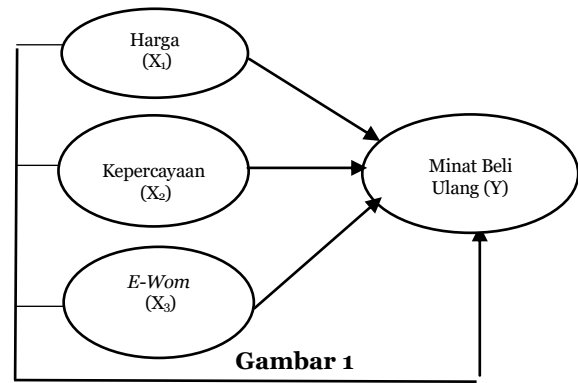 Harga
(X₁)
Kepercayaan
(X₂)
E-Wom
(X₃)
Minat Beli
Ulang (Y)
Gambar 1